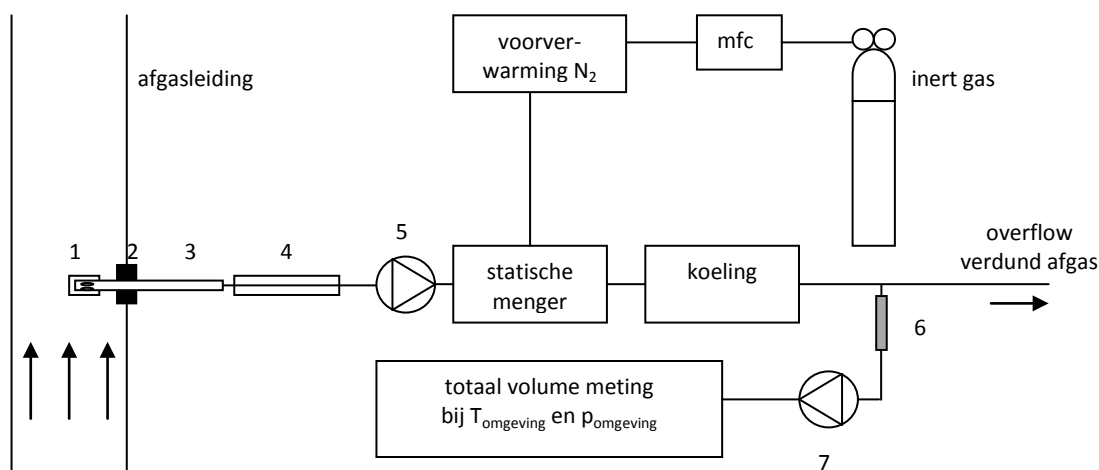 voorver-
warming N₂
mfc
inert gas
afgasleiding
1
2
3
4
5
statische
menger
koeling
overflow
verdund afgas
6
totaal volume meting
bij Tomgeving en pomgeving
7